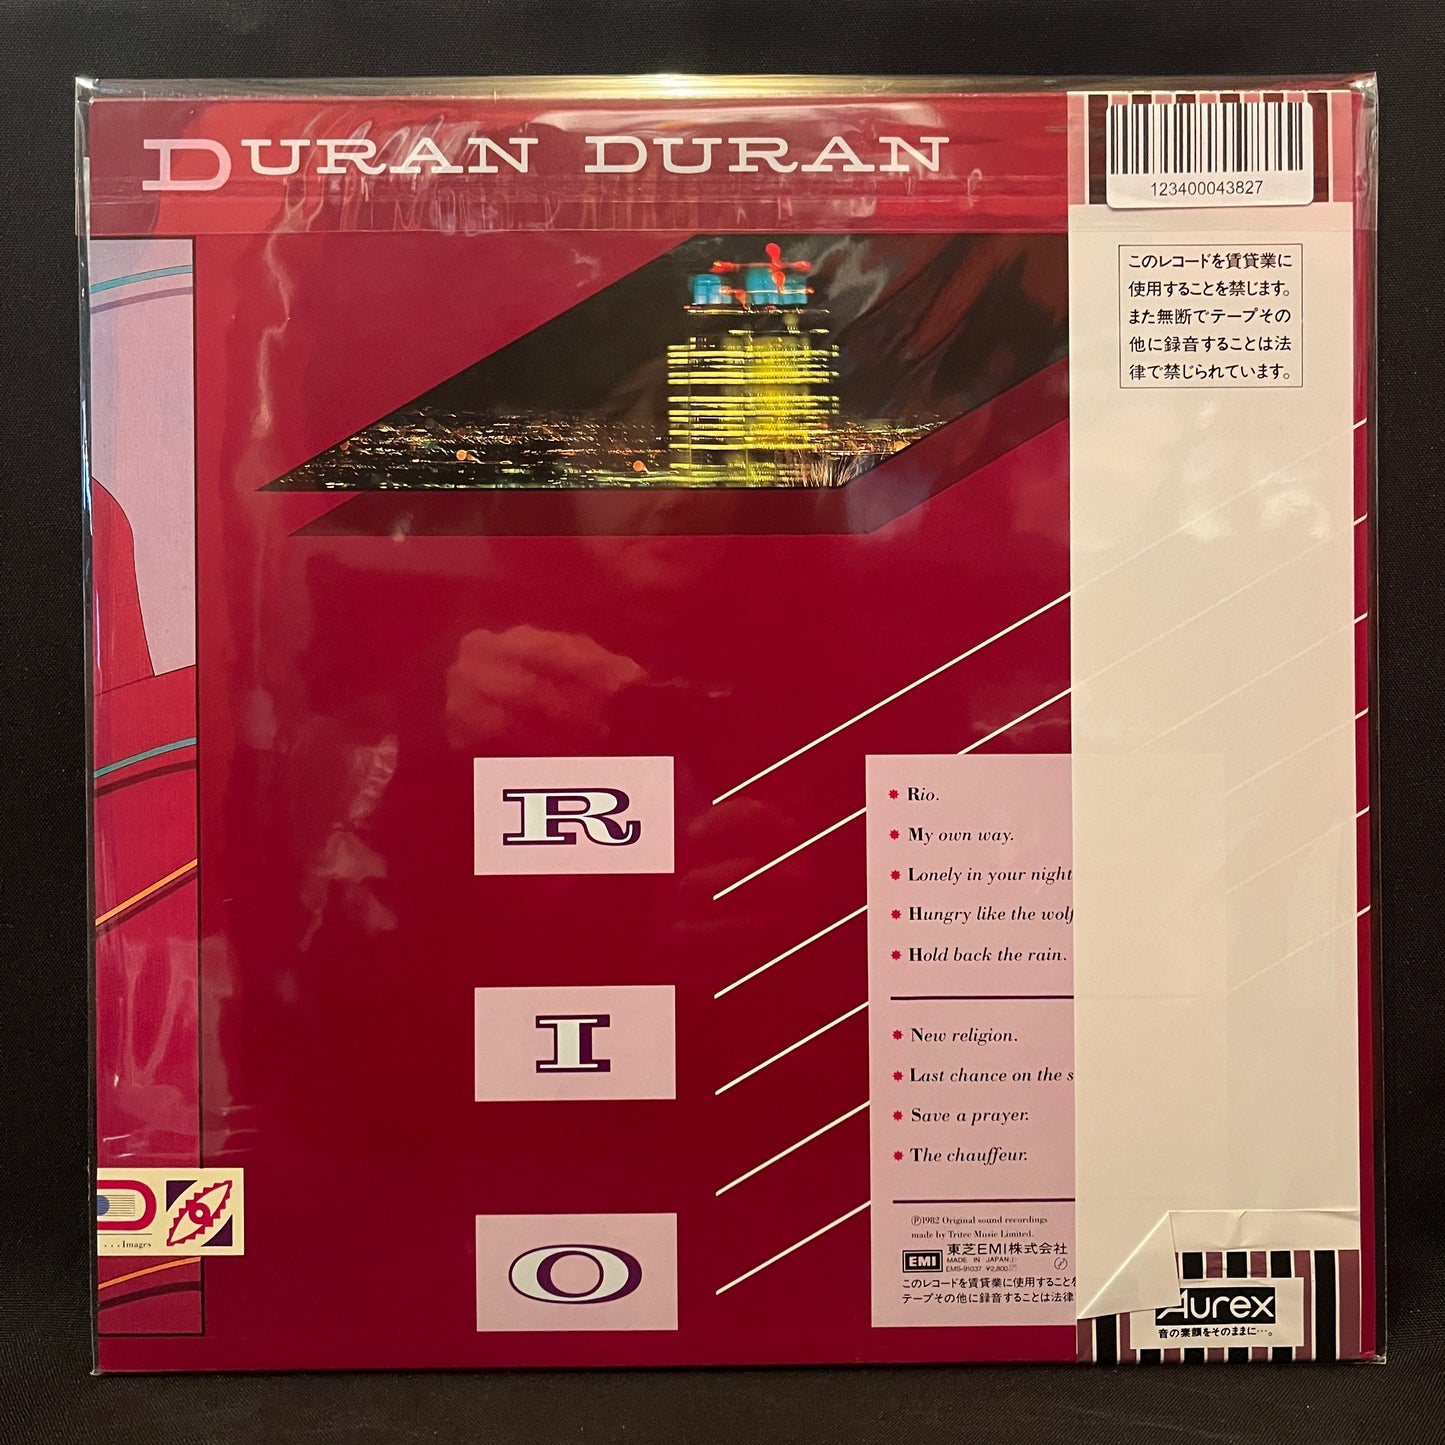 DURAN DURAN
123400043827
このレコードを賃貸業に
使用することを禁じます。
また無断でテープその
他に録音することは法
律で禁じられています。
R
I
O
Rio.
My own way.
Lonely in your night
Hungry like the wolf
Hold back the rain.
New religion.
Last chance on the s
Save a prayer.
The chauffeur.
Ⓟ1982 Original sound recordings
made by Tritec Music Limited.
EMI 東芝EMI株式会社
MADE IN JAPAN
EMS-91037 ¥2,800
このレコードを賃貸業に使用することを
テープその他に録音することは法律
...Images
Aurex
音の素顔をそのままに…。